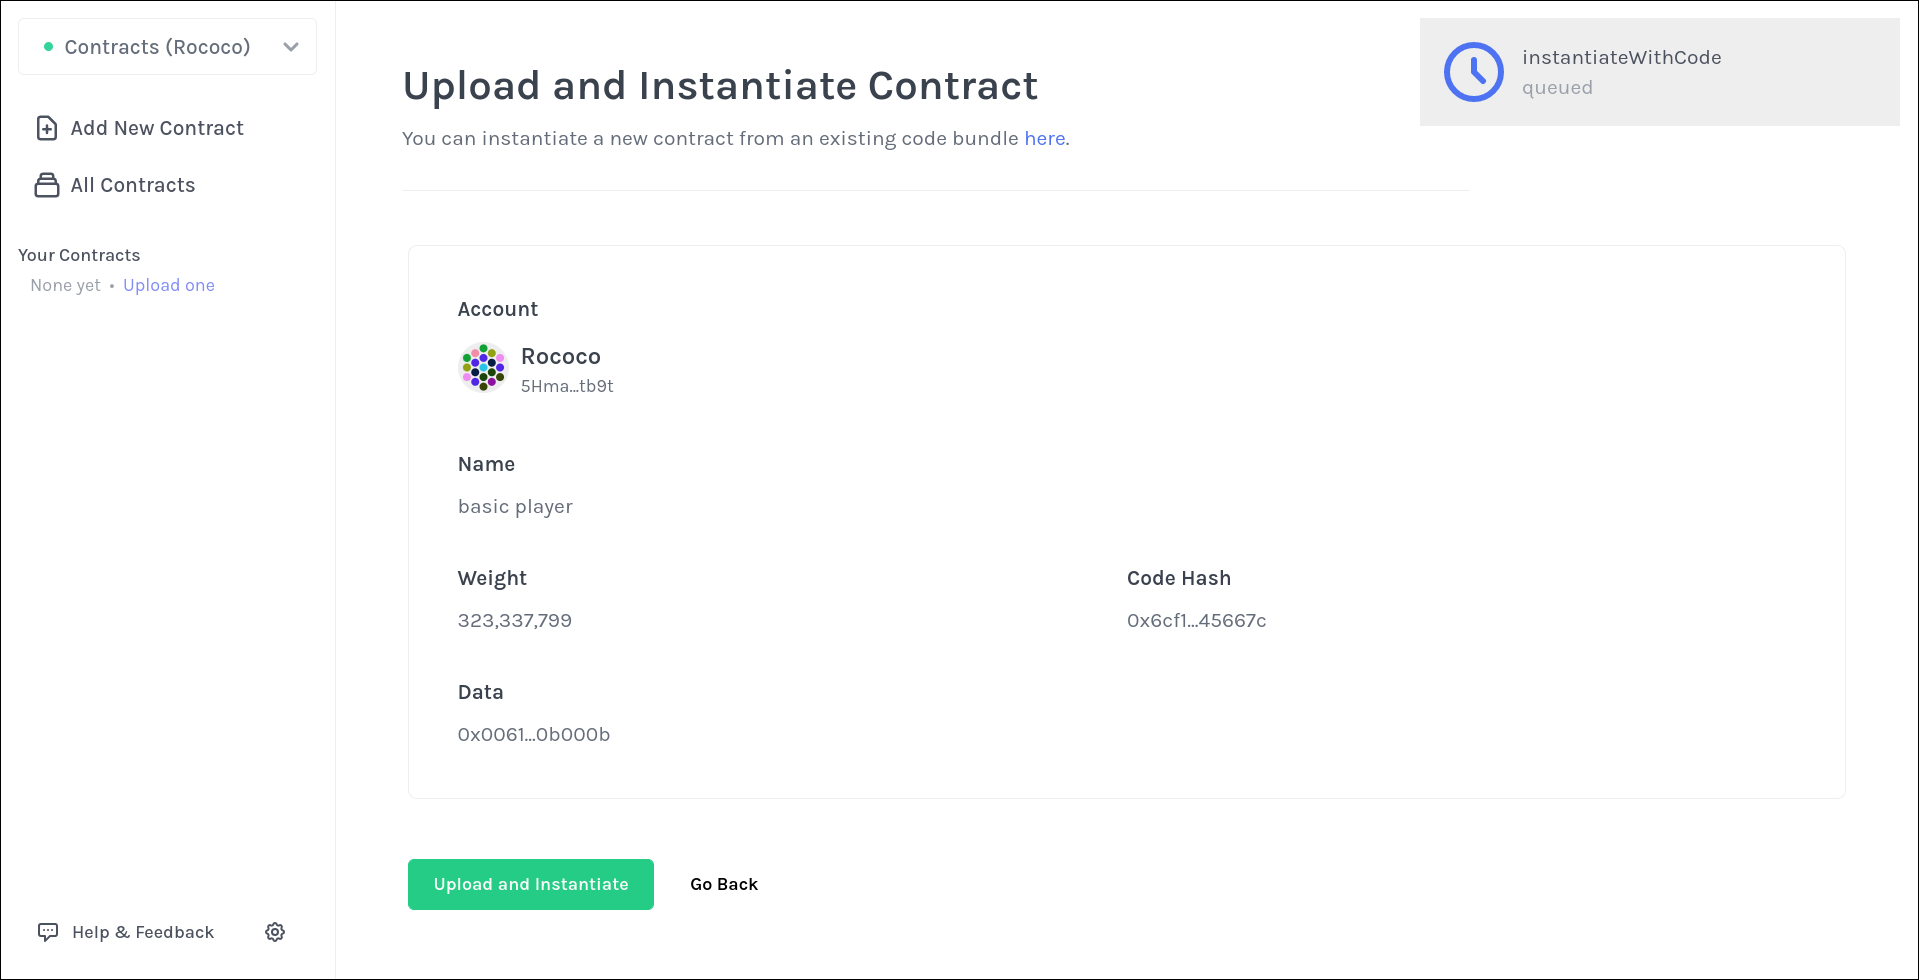 Contracts (Rococo)
Add New Contract
All Contracts
Your Contracts
None yet • Upload one
Help & Feedback
Upload and Instantiate Contract
You can instantiate a new contract from an existing code bundle here.
instantiateWithCode
queued
Account
Rococo
5Hma...tb9t
Name
basic player
Weight
323,337,799
Code Hash
0x6cf1...45667c
Data
0x0061...0b000b
Upload and Instantiate
Go Back